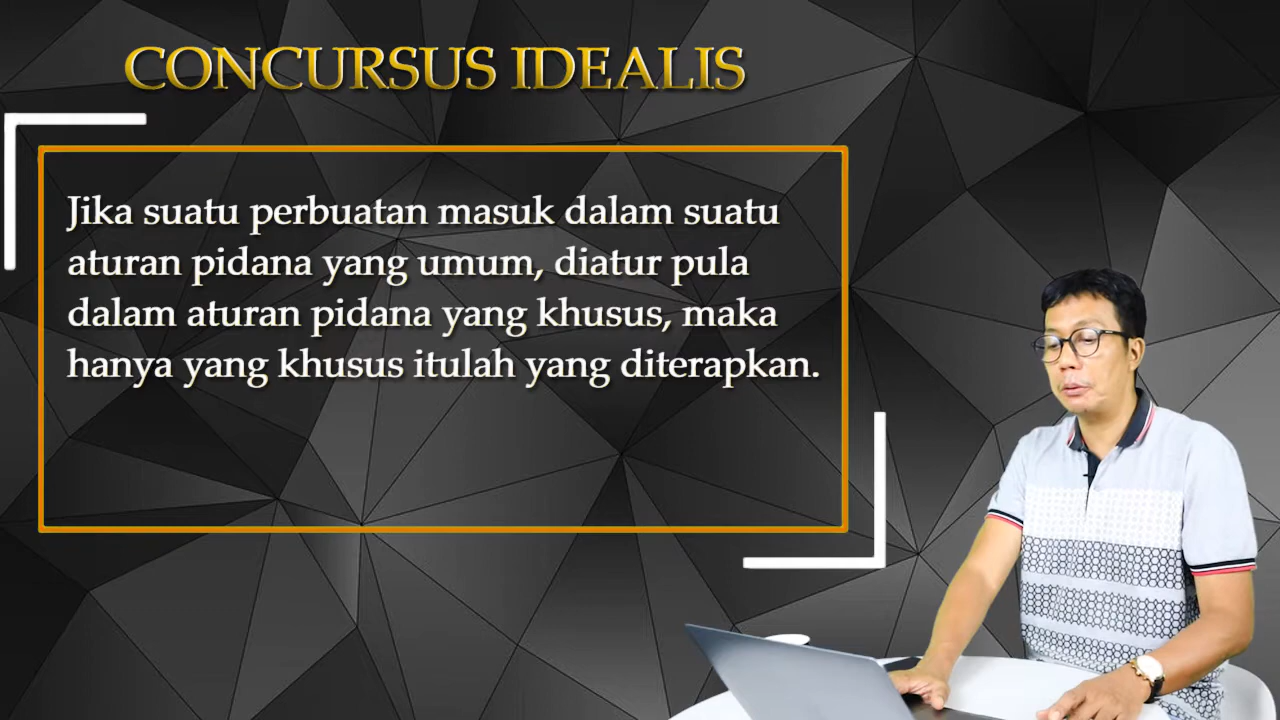 CONCURSUS IDEALIS
Jika suatu perbuatan masuk dalam suatu
aturan pidana yang umum, diatur pula
dalam aturan pidana yang khusus, maka
hanya yang khusus itulah yang diterapkan.